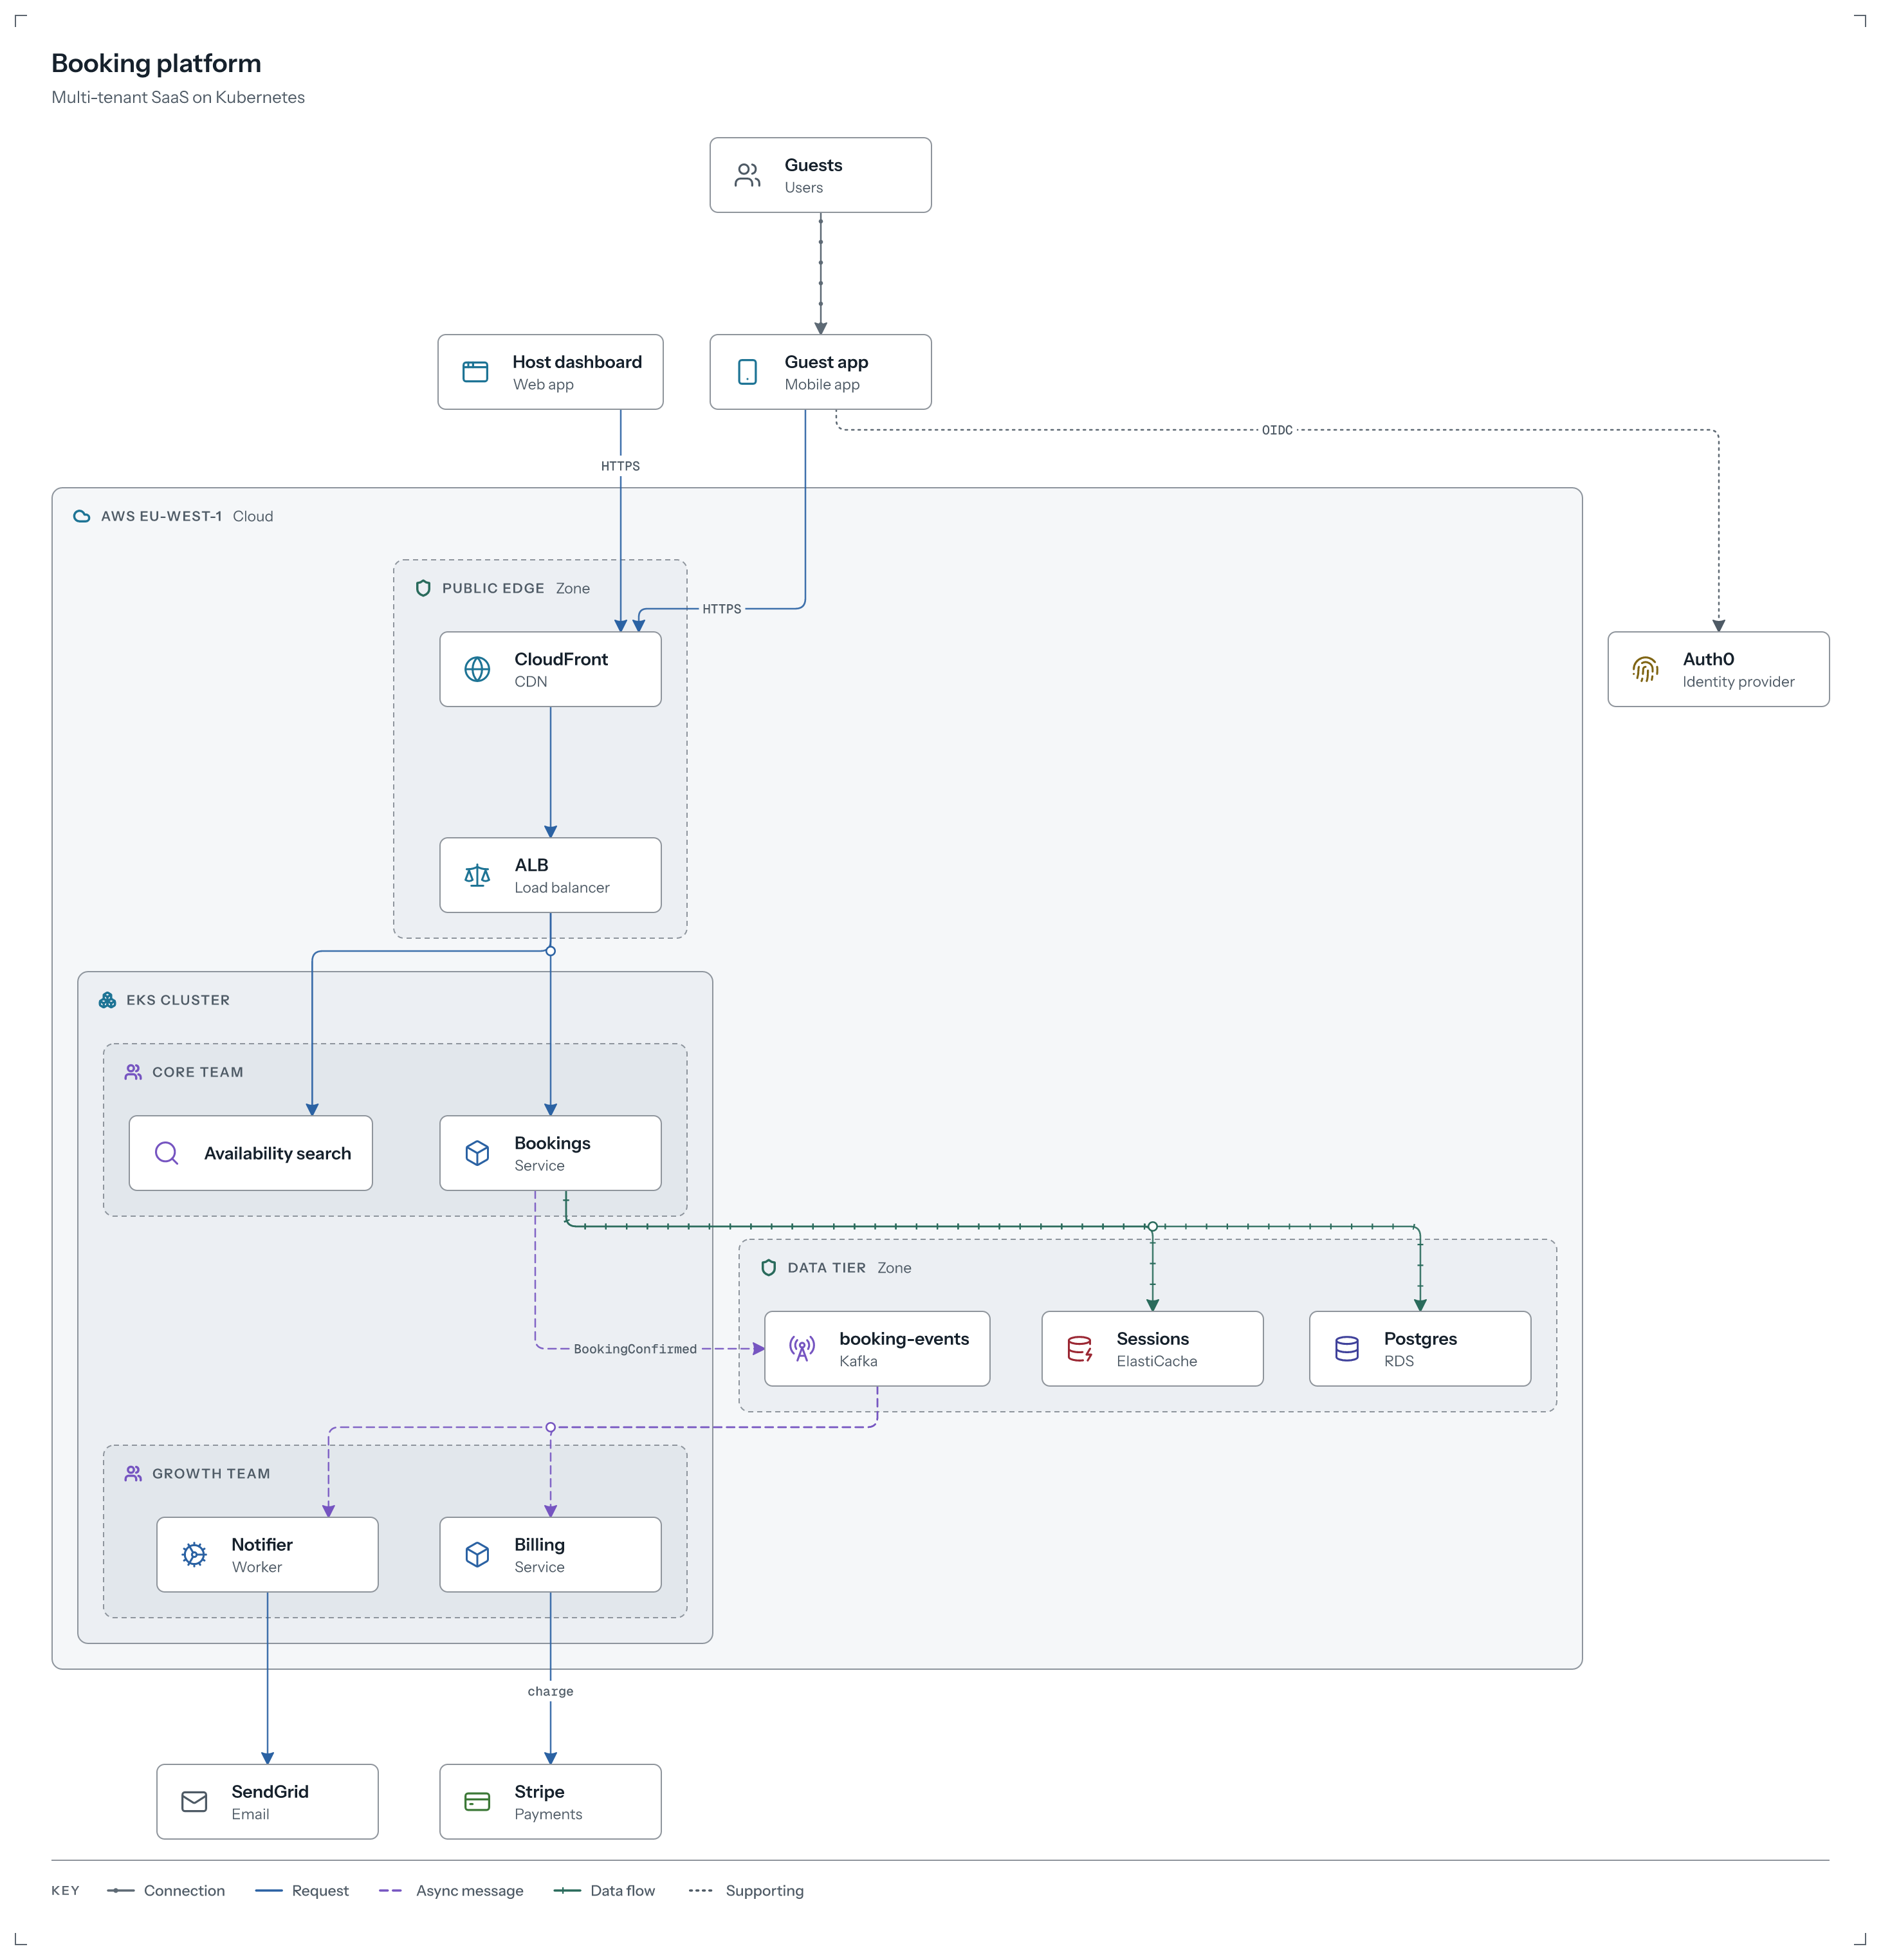 Booking platform
Multi-tenant SaaS on Kubernetes
Guests
Users
Host dashboard
Web app
Guest app
Mobile app
OIDC
HTTPS
AWS EU-WEST-1 Cloud
PUBLIC EDGE Zone
HTTPS
CloudFront
CDN
Auth0
Identity provider
ALB
Load balancer
EKS CLUSTER
CORE TEAM
Availability search
Bookings
Service
DATA TIER Zone
BookingConfirmed
booking-events
Kafka
Sessions
ElastiCache
Postgres
RDS
GROWTH TEAM
Notifier
Worker
Billing
Service
charge
SendGrid
Email
Stripe
Payments
KEY Connection Request Async message Data flow Supporting